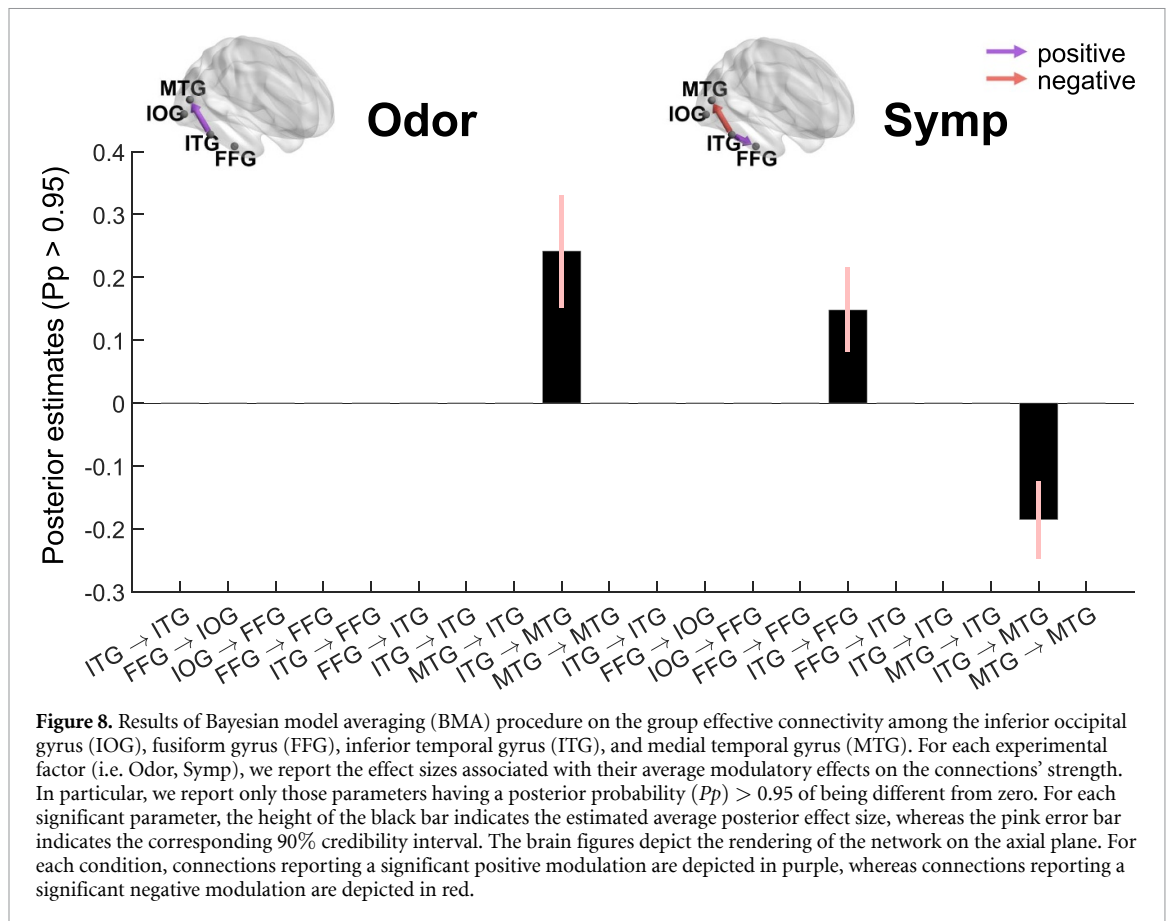 MTG
IOG
ITG
FFG
Odor
MTG
IOG
ITG
FFG
Symp
positive
negative
Posterior estimates (Pp > 0.95)
0.4
0.3
0.2
0.1
0
-0.1
-0.2
-0.3
ITG → ITG
FFG → IOG
IOG → FFG
FFG → FFG
ITG → FFG
FFG → ITG
ITG → ITG
MTG → ITG
ITG → MTG
MTG → MTG
ITG → ITG
FFG → IOG
IOG → FFG
FFG → FFG
ITG → FFG
FFG → ITG
ITG → ITG
MTG → ITG
ITG → MTG
MTG → MTG
Figure 8. Results of Bayesian model averaging (BMA) procedure on the group effective connectivity among the inferior occipital
gyrus (IOG), fusiform gyrus (FFG), inferior temporal gyrus (ITG), and medial temporal gyrus (MTG). For each experimental
factor (i.e. Odor, Symp), we report the effect sizes associated with their average modulatory effects on the connections' strength.
In particular, we report only those parameters having a posterior probability (Pp) > 0.95 of being different from zero. For each
significant parameter, the height of the black bar indicates the estimated average posterior effect size, whereas the pink error bar
indicates the corresponding 90% credibility interval. The brain figures depict the rendering of the network on the axial plane. For
each condition, connections reporting a significant positive modulation are depicted in purple, whereas connections reporting a
significant negative modulation are depicted in red.